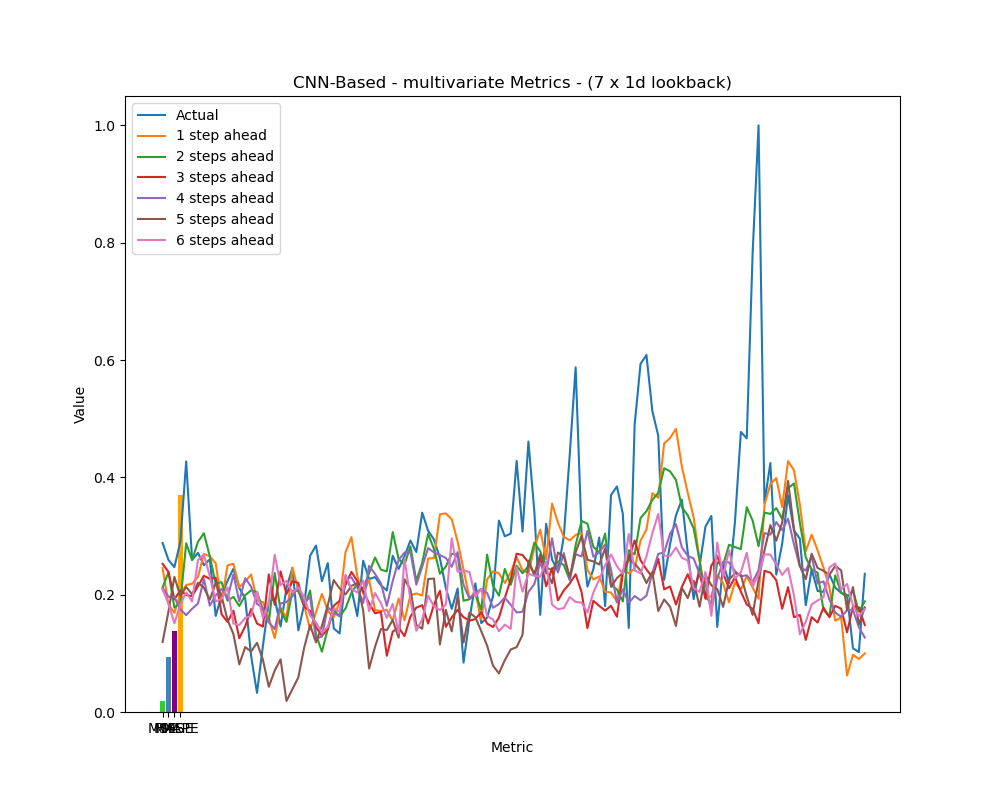 CNN-Based - multivariate Metrics - (7 x 1d lookback)
Actual
1 step ahead
2 steps ahead
3 steps ahead
4 steps ahead
5 steps ahead
6 steps ahead
1.0
0.8
0.6
0.4
0.2
0.0
Value
Metric